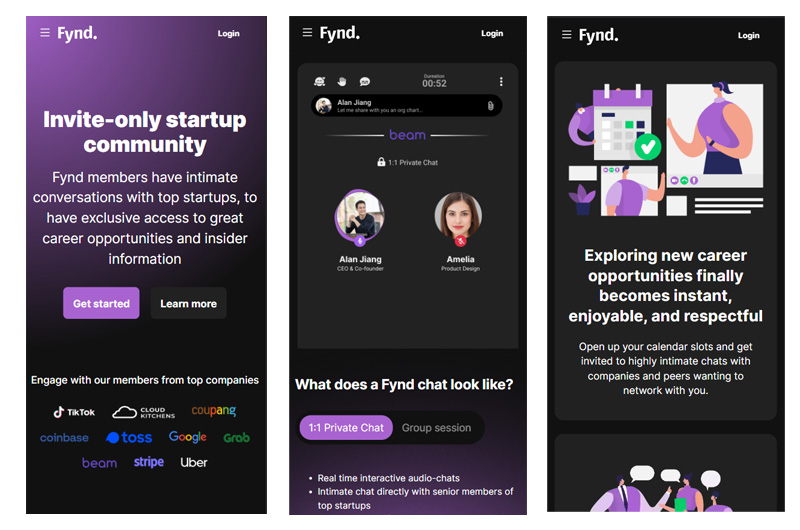 Fynd.
Login
Invite-only startup
community
Fynd members have intimate
conversations with top startups, to
have exclusive access to great
career opportunities and insider
information
Get started
Learn more
Engage with our members from top companies
TikTok
CLOUD
KITCHENS
coupang
coinbase
toss
Google
Grab
beam
stripe
Uber
Fynd.
Login
Duration
00:52
Alan Jiang
Let me share with you an org chart...
beam
1:1 Private Chat
Alan Jiang
CEO & Co-founder
Amelia
Product Design
What does a Fynd chat look like?
1:1 Private Chat
Group session
• Real time interactive audio-chats
• Intimate chat directly with senior members of
top startups
Fynd.
Login
Exploring new career
opportunities finally
becomes instant,
enjoyable, and respectful
Open up your calendar slots and get
invited to highly intimate chats with
companies and peers wanting to
network with you.